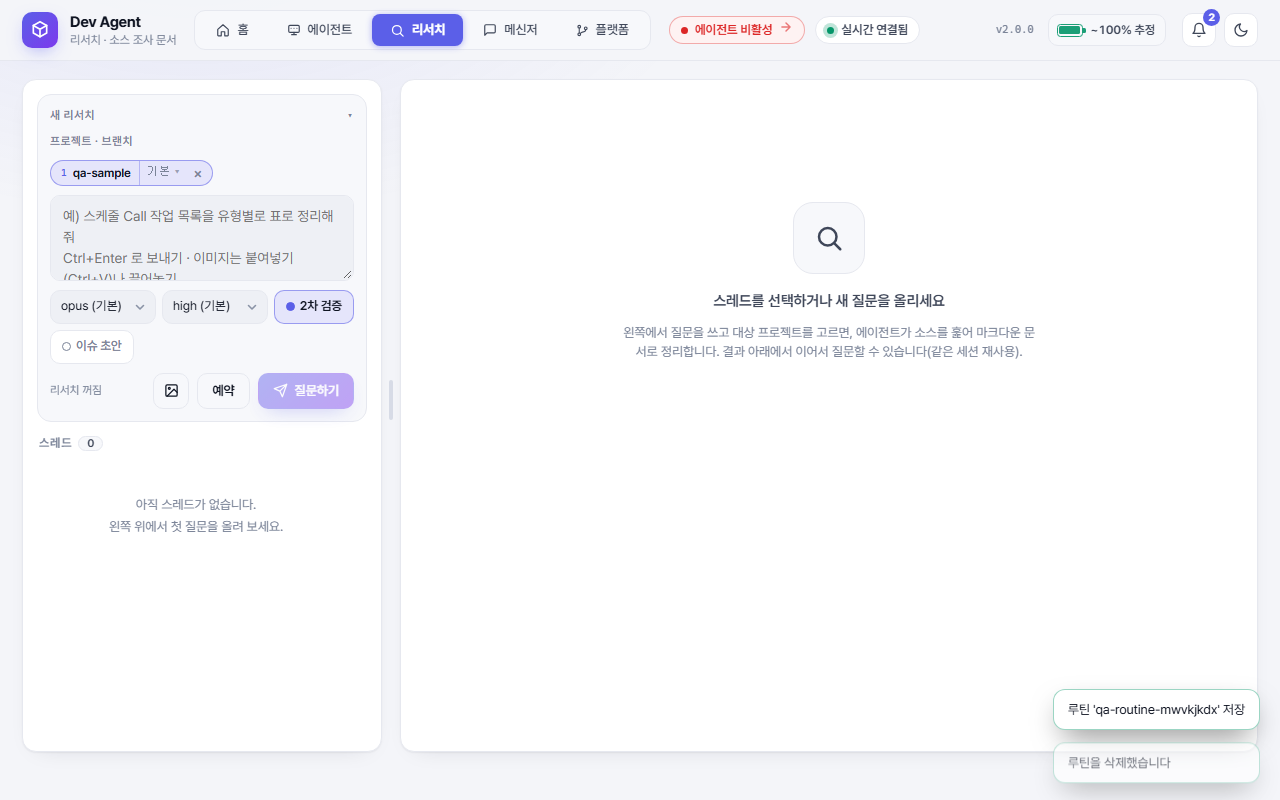 Dev Agent
리서치 · 소스 조사 문서
홈
에이전트
리서치
메신저
플랫폼
에이전트 비활성 →
실시간 연결됨
v2.0.0
~100% 추정
2
새 리서치
프로젝트 · 브랜치
1 qa-sample 기본 ×
예) 스케줄 Call 작업 목록을 유형별로 표로 정리해
줘
Ctrl+Enter 로 보내기 · 이미지는 붙여넣기
(Ctrl+V)나 끌어놓기
opus (기본)
high (기본)
2차 검증
이슈 초안
리서치 꺼짐
예약
질문하기
스레드 0
아직 스레드가 없습니다.
왼쪽 위에서 첫 질문을 올려 보세요.
스레드를 선택하거나 새 질문을 올리세요
왼쪽에서 질문을 쓰고 대상 프로젝트를 고르면, 에이전트가 소스를 훑어 마크다운 문
서로 정리합니다. 결과 아래에서 이어서 질문할 수 있습니다(같은 세션 재사용).
루틴 'qa-routine-mwvkjkdx' 저장
루틴을 삭제했습니다